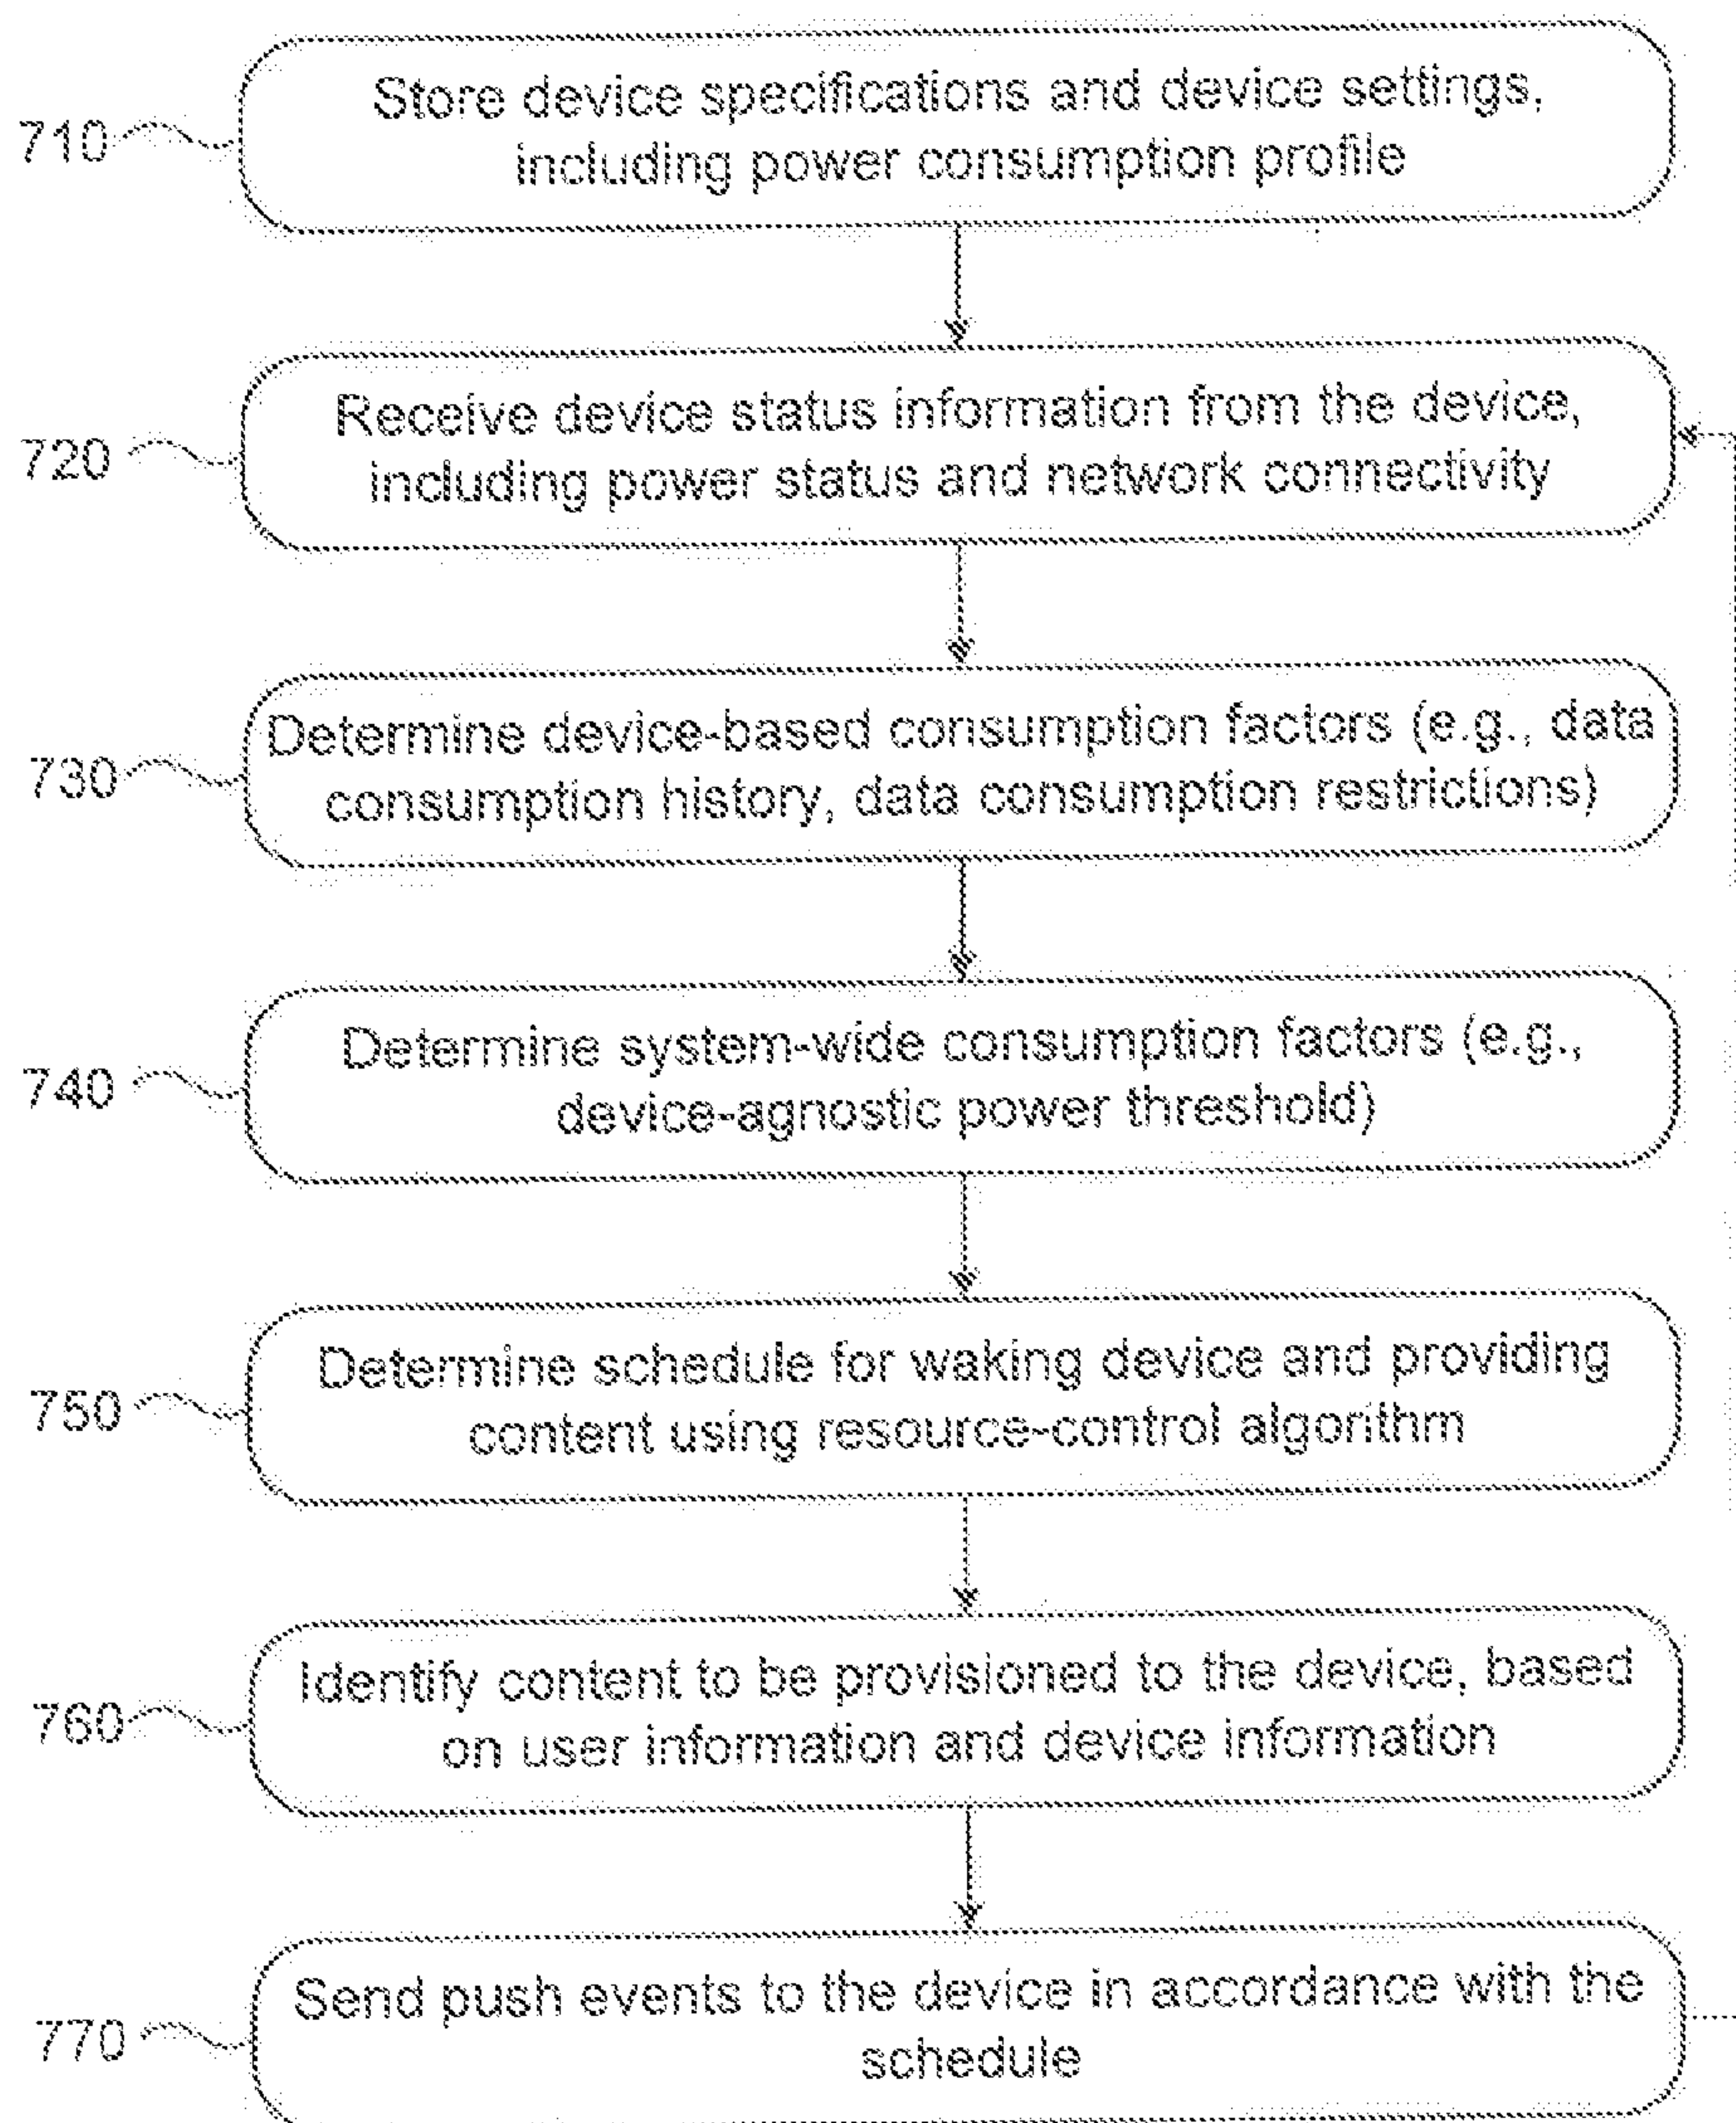 710
Store device specifications and device settings,
including power consumption profile
720
Receive device status information from the device,
including power status and network connectivity
730
Determine device-based consumption factors (e.g., data
consumption history, data consumption restrictions)
740
Determine system-wide consumption factors (e.g.,
device-agnostic power threshold)
750
Determine schedule for waking device and providing
content using resource-control algorithm
760
Identify content to be provisioned to the device, based
on user information and device information
770
Send push events to the device in accordance with the
schedule